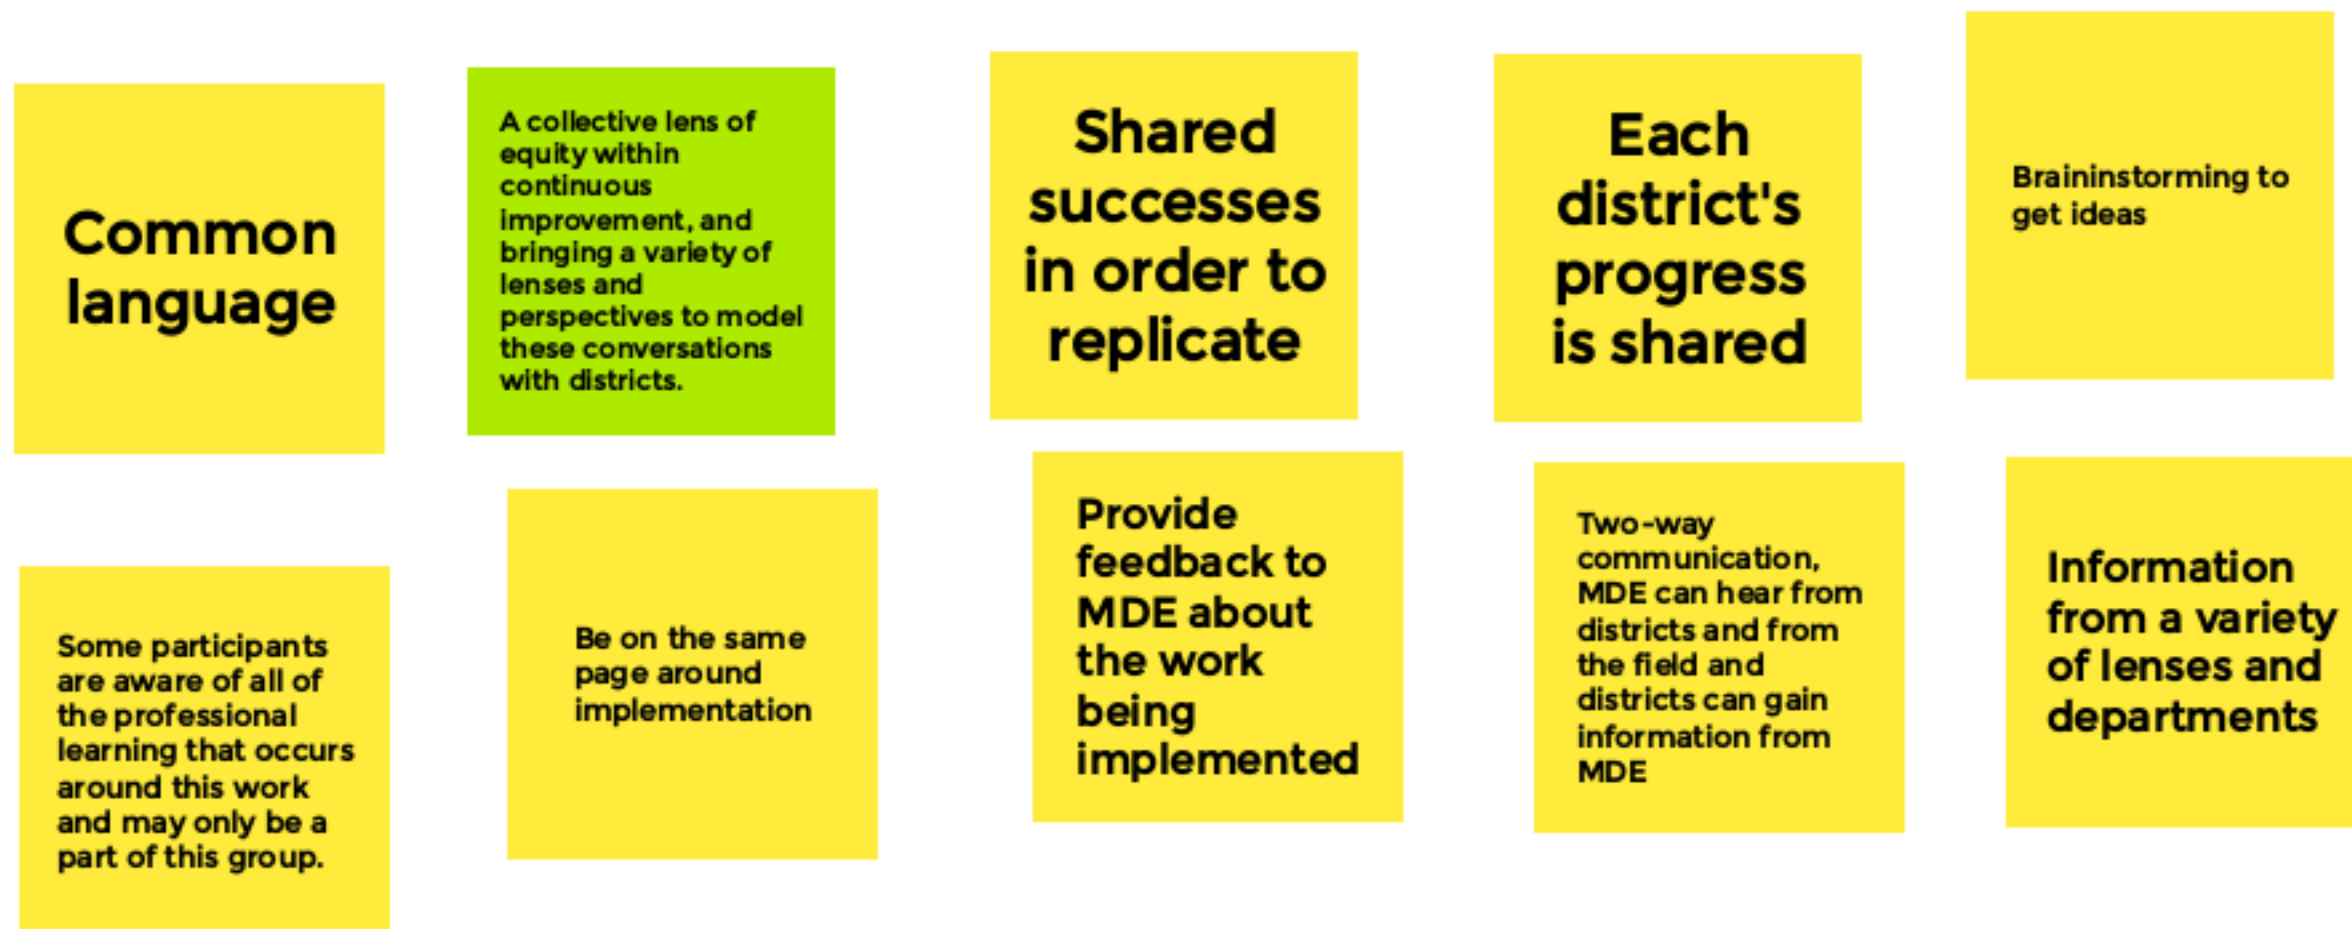 Common
language
A collective lens of
equity within
continuous
improvement, and
bringing a variety of
lenses and
perspectives to model
these conversations
with districts.
Shared
successes
in order to
replicate
Each
district's
progress
is shared
Braininstorming to
get ideas
Some participants
are aware of all of
the professional
learning that occurs
around this work
and may only be a
part of this group.
Be on the same
page around
implementation
Provide
feedback to
MDE about
the work
being
implemented
Two-way
communication,
MDE can hear from
districts and from
the field and
districts can gain
information from
MDE
Information
from a variety
of lenses and
departments